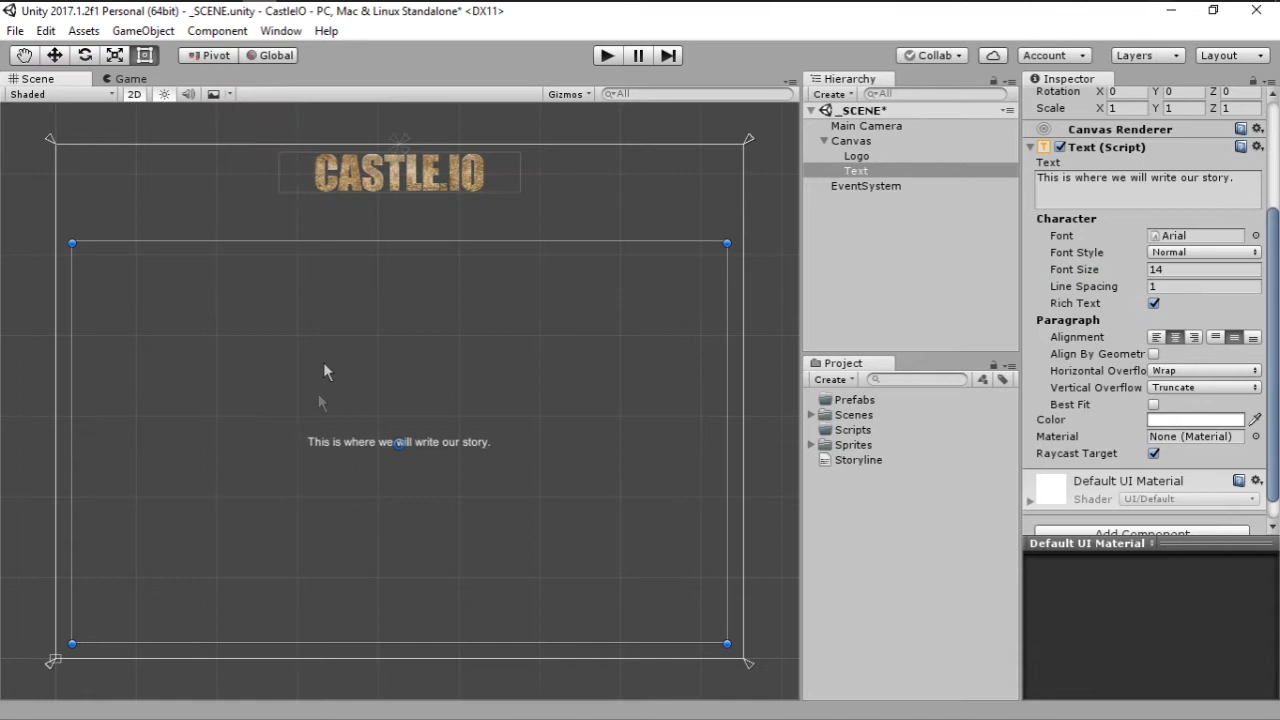 Unity 2017.1.2f1 Personal (64bit) - _SCENE.unity - CastleIO - PC, Mac & Linux Standalone* <DX11>
File Edit Assets GameObject Component Window Help
Pivot Global Collab Account Layers Layout
Scene Game
Shaded 2D Gizmos All
CASTLE.IO
This is where we will write our story.
Hierarchy
Create All
_SCENE*
Main Camera
Canvas
Logo
Text
EventSystem
Project
Create
Prefabs
Scenes
Scripts
Sprites
Storyline
Inspector
Rotation X 0 Y 0 Z 0
Scale X 1 Y 1 Z 1
Canvas Renderer
Text (Script)
Text
This is where we will write our story.
Character
Font Arial
Font Style Normal
Font Size 14
Line Spacing 1
Rich Text
Paragraph
Alignment
Align By Geometr
Horizontal Overflo Wrap
Vertical Overflow Truncate
Best Fit
Color
Material None (Material)
Raycast Target
Default UI Material
Shader UI/Default
Add Component
Default UI Material